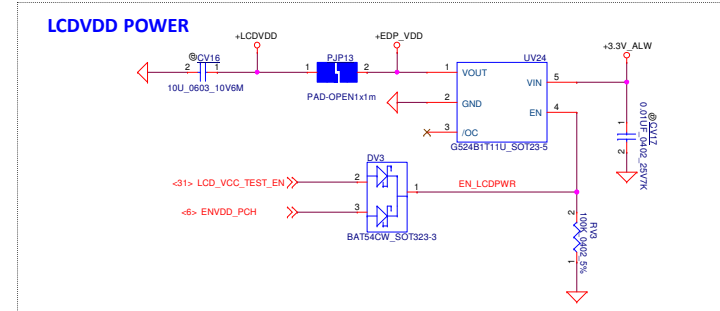 LCDVDD POWER
+LCDVDD
+EDP_VDD
+3.3V_ALW
@CV16
2 1
10U_0603_10V6M
PJP13
1 2
PAD-OPEN1x1m
UV24
1 VOUT
2 GND
3 /OC
VIN 5
EN 4
G524B1T11U_SOT23-5
@CV17
0.01UF_0402_25V7K
1
2
DV3
<31> LCD_VCC_TEST_EN
2
1
EN_LCDPWR
<6> ENVDD_PCH
3
BAT54CW_SOT323-3
2
RV3
100K_0402_5%
1